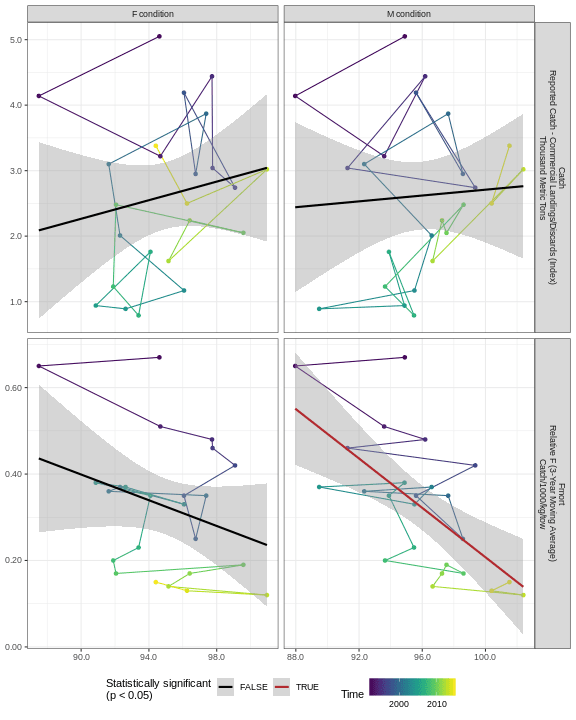 F condition
M condition
5.0
4.0
3.0
2.0
1.0
Catch
Reported Catch - Commercial Landings/Discards (Index)
Thousand Metric Tons
0.60
0.40
0.20
0.00
Fmort
Relative F (3-Year Moving Average)
Catch/1000/kg/tow
90.0
94.0
98.0
88.0
92.0
96.0
100.0
Statistically significant
(p < 0.05)
FALSE
TRUE
Time
2000
2010